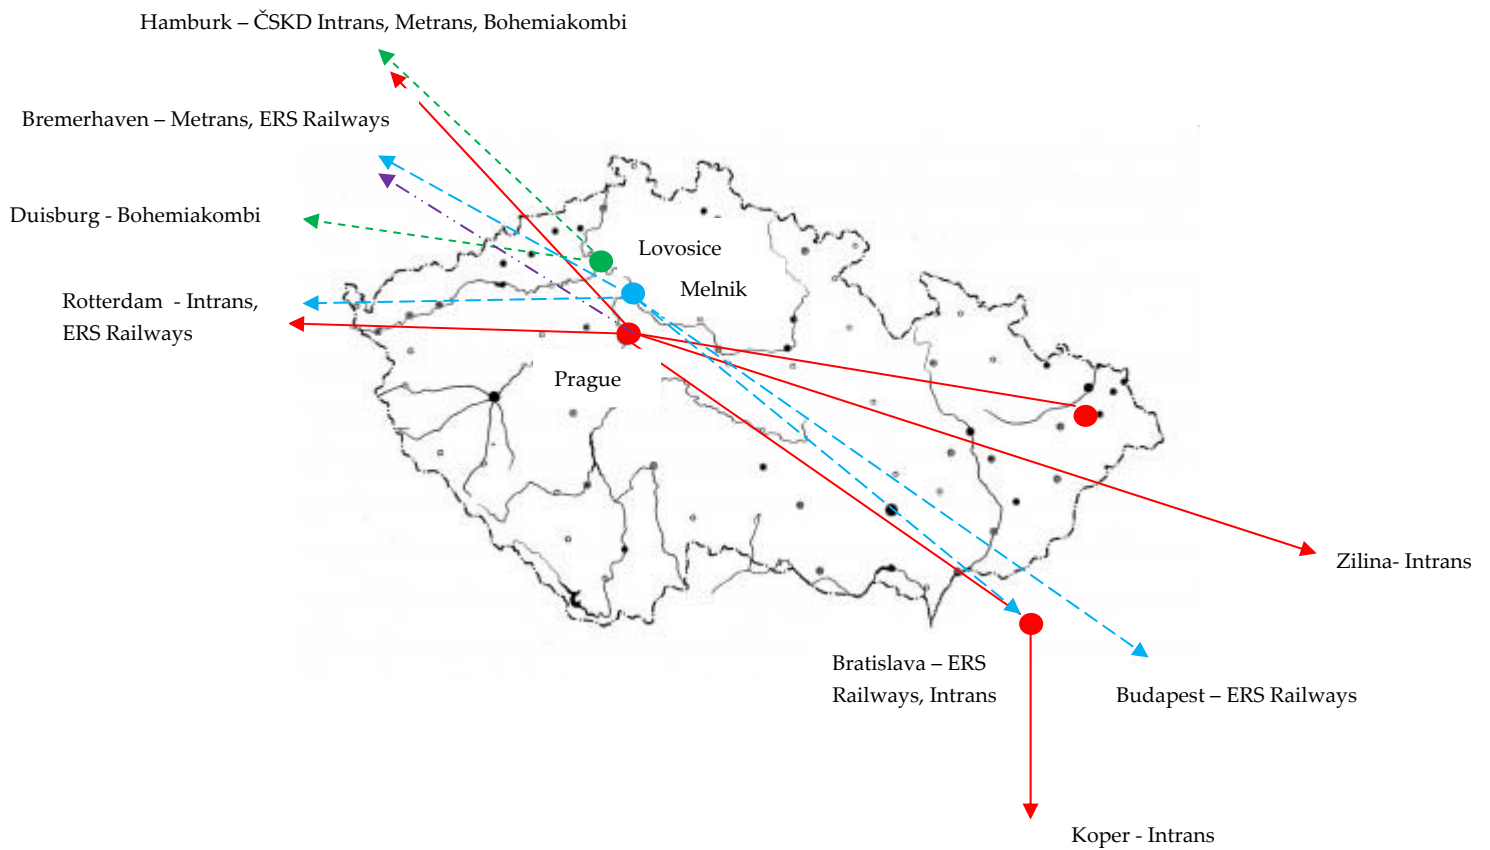 Hamburk – ČSKD Intrans, Metrans, Bohemiakombi
Bremerhaven – Metrans, ERS Railways
Duisburg - Bohemiakombi
Lovosice
Melnik
Rotterdam - Intrans,
ERS Railways
Prague
Zilina- Intrans
Bratislava – ERS
Railways, Intrans
Budapest – ERS Railways
Koper - Intrans